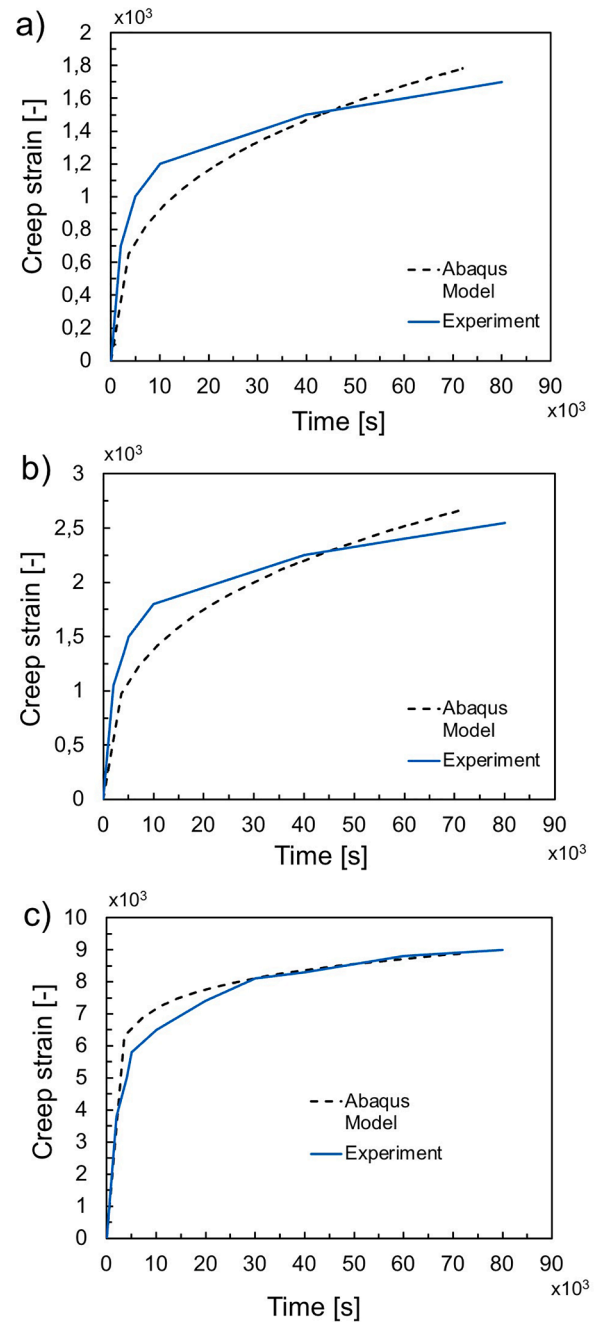 a)
x10³
2
1,8
1,6
1,4
1,2
1
0,8
0,6
0,4
0,2
0
Creep strain [-]
Abaqus
Model
Experiment
0 10 20 30 40 50 60 70 80 90
x10³
Time [s]
b)
x10³
3
2,5
2
1,5
1
0,5
0
Creep strain [-]
Abaqus
Model
Experiment
0 10 20 30 40 50 60 70 80 90
x10³
Time [s]
c)
x10³
10
9
8
7
6
5
4
3
2
1
0
Creep strain [-]
Abaqus
Model
Experiment
0 10 20 30 40 50 60 70 80 90
x10³
Time [s]